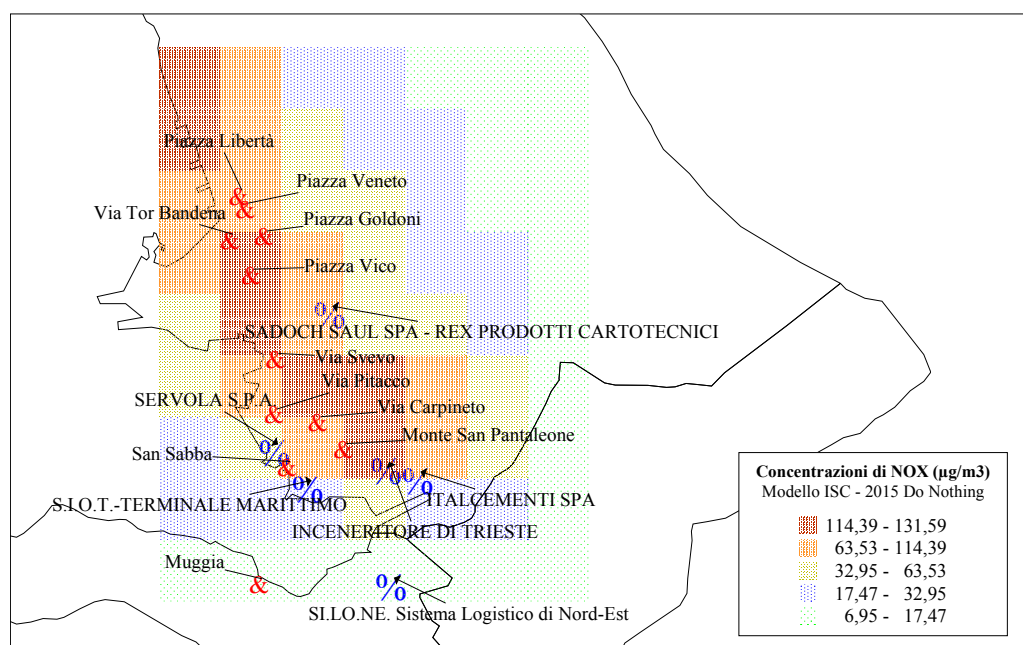 Piazza Libertà
Piazza Veneto
Via Tor Bandena
Piazza Goldoni
Piazza Vico
SADOCH SAUL SPA - REX PRODOTTI CARTOTECNICI
Via Svevo
Via Pitacco
SERVOLA S.P.A.
Via Carpineto
Monte San Pantaleone
San Sabba
S.I.O.T.-TERMINALE MARITTIMO
ITALCEMENTI SPA
INCENERITORE DI TRIESTE
Muggia
SI.LO.NE. Sistema Logistico di Nord-Est
Concentrazioni di NOX (µg/m3)
Modello ISC - 2015 Do Nothing
114,39 - 131,59
63,53 - 114,39
32,95 - 63,53
17,47 - 32,95
6,95 - 17,47